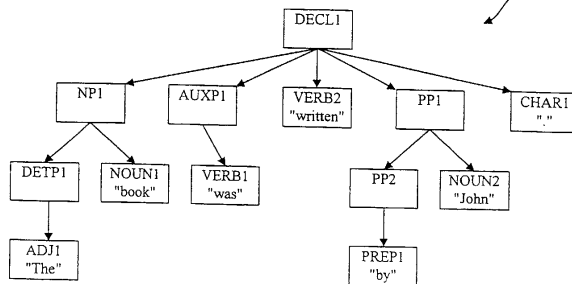 DECL1
NP1
AUXP1
VERB2
"written"
PP1
CHAR1
"."
DETP1
NOUN1
"book"
VERB1
"was"
PP2
NOUN2
"John"
ADJ1
"The"
PREP1
"by"